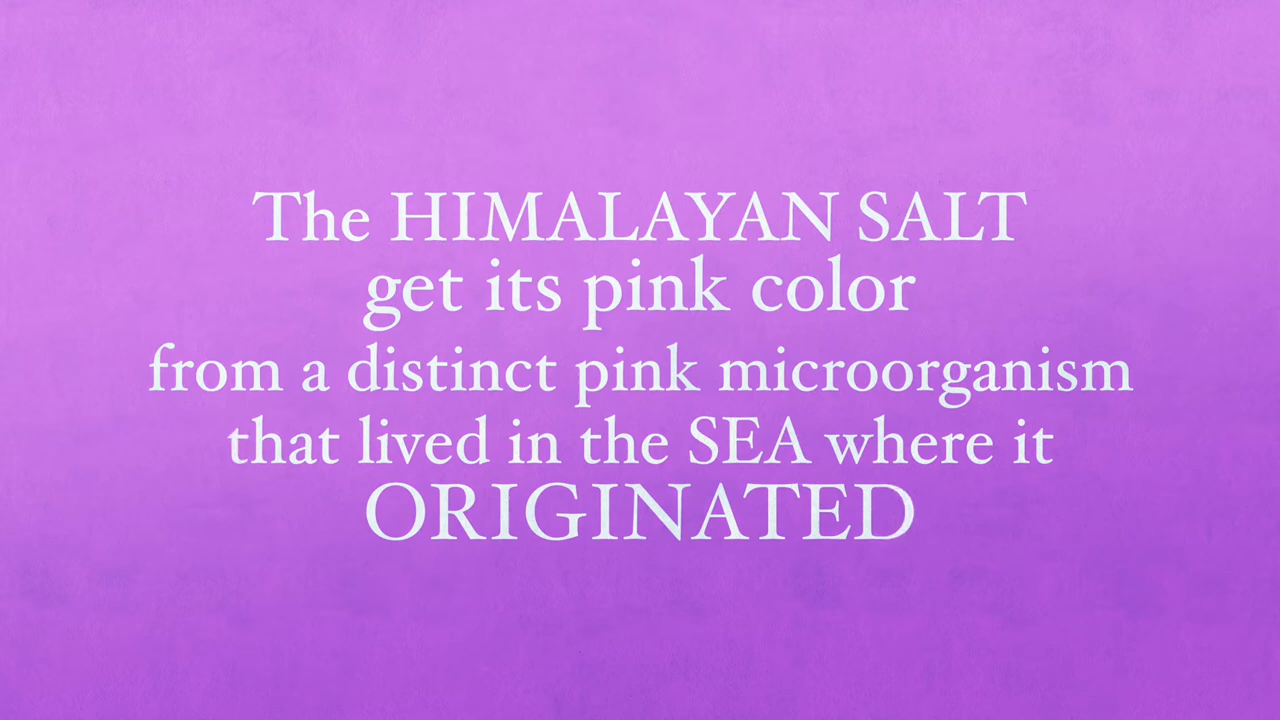 The HIMALAYAN SALT
get its pink color
from a distinct pink microorganism
that lived in the SEA where it
ORIGINATED